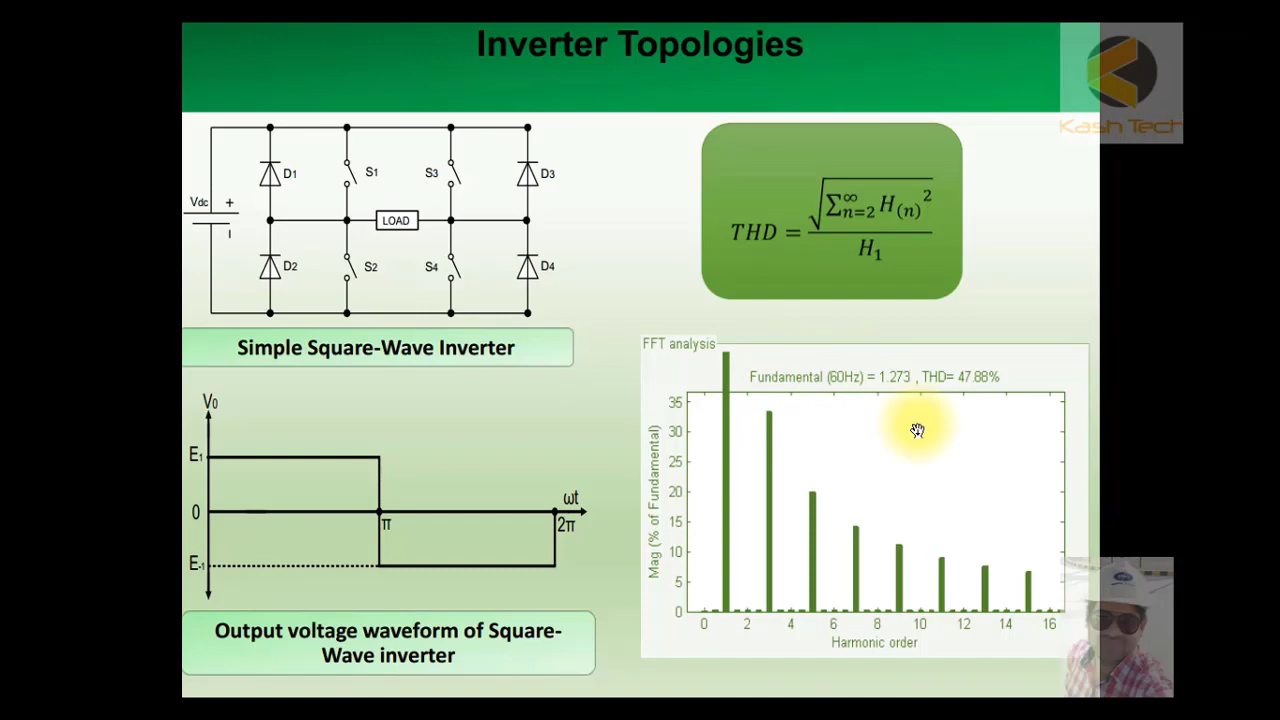 Inverter Topologies
Kash Tech
D1
S1
S3
D3
Vdc
+
LOAD
D2
S2
S4
D4
THD = √∑ⁿ⁼²^∞ H(n)² / H1
Simple Square-Wave Inverter
FFT analysis
Fundamental (60Hz) = 1.273 , THD= 47.88%
Mag (% of Fundamental)
35
30
25
20
15
10
5
0
0 2 4 6 8 10 12 14 16
Harmonic order
V0
E1
0
E-1
π
ωt
2π
Output voltage waveform of Square-
Wave inverter